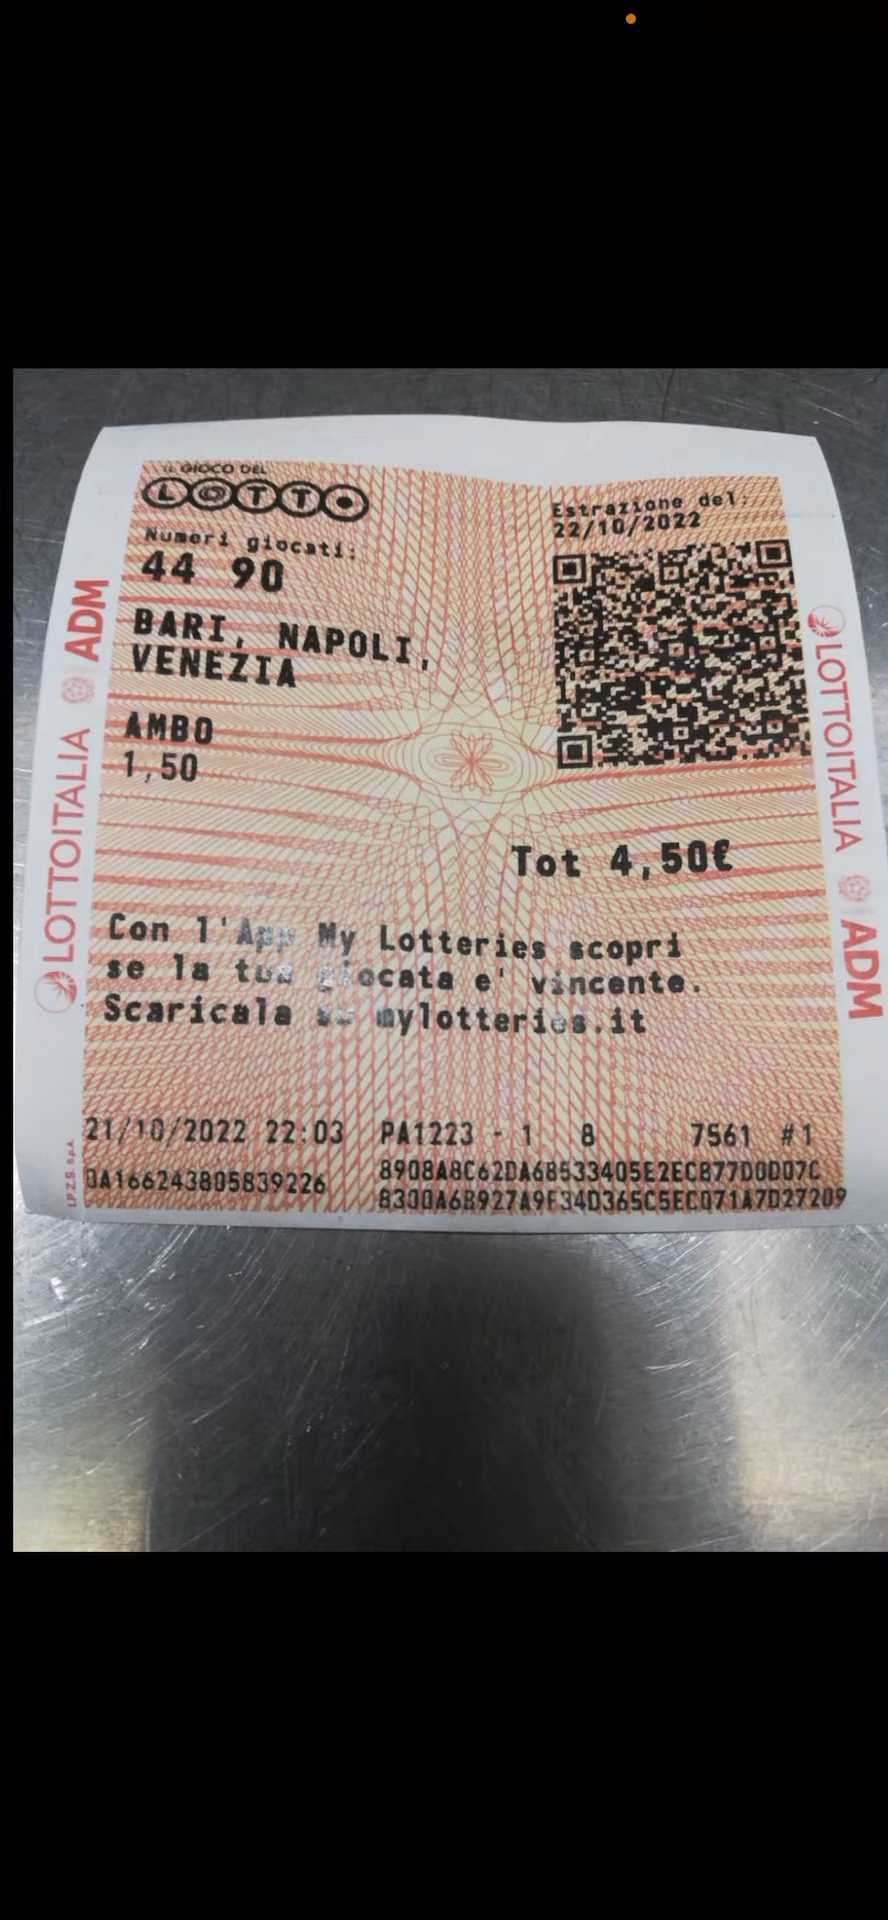 IL GIOCO DEL
LOTTO
Numeri giocati:
44 90
BARI, NAPOLI,
VENEZIA
AMBO
1,50
Estrazione del:
22/10/2022
Tot 4,50€
Con l'App My Lotteries scopri
se la tua giocata e' vincente.
Scaricala su mylotteries.it
21/10/2022 22:03 PA1223 - 1 8 7561 #1
0A166243805839226
8908A8C62DA68533405E2EC877D0D07C
8300A6B927A9F34D365C5EC071A7D27209
LOTTOITALIA ADM
LOTTOITALIA ADM
I.P.Z.S. S.p.A.